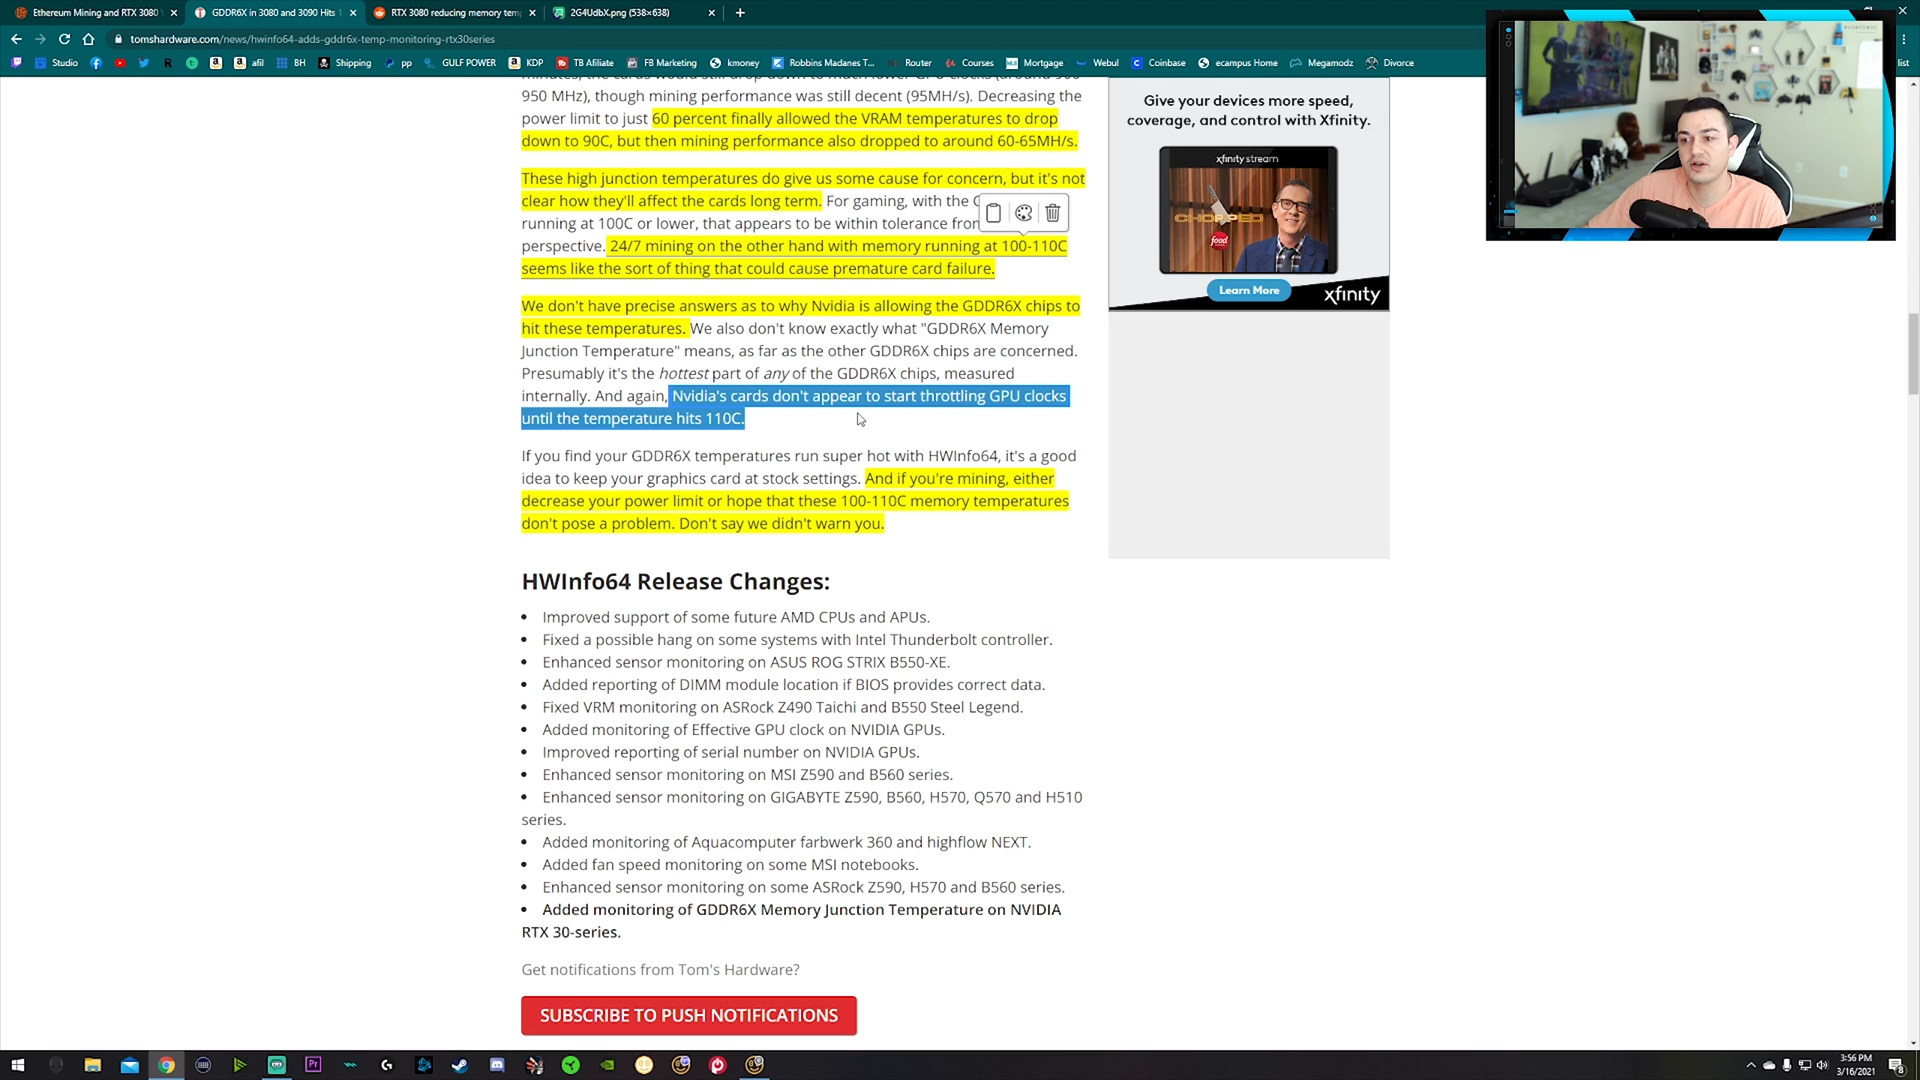 Ethereum Mining and RTX 3080
GDDR6X in 3080 and 3090 Hits 1
RTX 3080 reducing memory tem
2G4UdbX.png (538×638)
tomshardware.com/news/hwinfo64-adds-gddr6x-temp-monitoring-rtx30series
Studio afil BH Shipping pp GULF POWER KDP TB Afiliate FB Marketing kmoney Robbins Madanes T... Router Courses Mortgage Webul Coinbase ecampus Home Megamodz Divorce
list
950 MHz), though mining performance was still decent (95MH/s). Decreasing the
power limit to just 60 percent finally allowed the VRAM temperatures to drop
down to 90C, but then mining performance also dropped to around 60-65MH/s.
These high junction temperatures do give us some cause for concern, but it's not
clear how they'll affect the cards long term. For gaming, with the
running at 100C or lower, that appears to be within tolerance from
perspective. 24/7 mining on the other hand with memory running at 100-110C
seems like the sort of thing that could cause premature card failure.
We don't have precise answers as to why Nvidia is allowing the GDDR6X chips to
hit these temperatures. We also don't know exactly what "GDDR6X Memory
Junction Temperature" means, as far as the other GDDR6X chips are concerned.
Presumably it's the hottest part of any of the GDDR6X chips, measured
internally. And again, Nvidia's cards don't appear to start throttling GPU clocks
until the temperature hits 110C.
If you find your GDDR6X temperatures run super hot with HWInfo64, it's a good
idea to keep your graphics card at stock settings. And if you're mining, either
decrease your power limit or hope that these 100-110C memory temperatures
don't pose a problem. Don't say we didn't warn you.
HWInfo64 Release Changes:
• Improved support of some future AMD CPUs and APUs.
• Fixed a possible hang on some systems with Intel Thunderbolt controller.
• Enhanced sensor monitoring on ASUS ROG STRIX B550-XE.
• Added reporting of DIMM module location if BIOS provides correct data.
• Fixed VRM monitoring on ASRock Z490 Taichi and B550 Steel Legend.
• Added monitoring of Effective GPU clock on NVIDIA GPUs.
• Improved reporting of serial number on NVIDIA GPUs.
• Enhanced sensor monitoring on MSI Z590 and B560 series.
• Enhanced sensor monitoring on GIGABYTE Z590, B560, H570, Q570 and H510
series.
• Added monitoring of Aquacomputer farbwerk 360 and highflow NEXT.
• Added fan speed monitoring on some MSI notebooks.
• Enhanced sensor monitoring on some ASRock Z590, H570 and B560 series.
• Added monitoring of GDDR6X Memory Junction Temperature on NVIDIA
RTX 30-series.
Get notifications from Tom's Hardware?
SUBSCRIBE TO PUSH NOTIFICATIONS
Give your devices more speed,
coverage, and control with Xfinity.
xfinity stream
CHOPPED
food
Learn More
xfinity
3:56 PM
3/16/2021